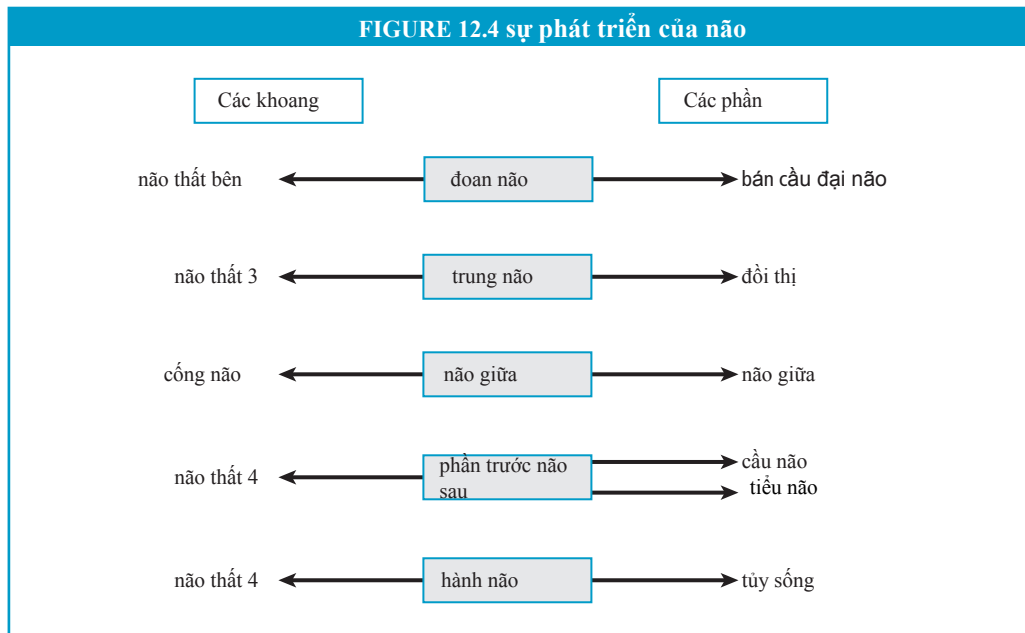 FIGURE 12.4 sự phát triển của não
Các khoang
Các phần
não thất bên
đoan não
bán cầu đại não
não thất 3
trung não
đồi thị
cống não
não giữa
não giữa
não thất 4
phần trước não
sau
cầu não
tiểu não
não thất 4
hành não
tủy sống